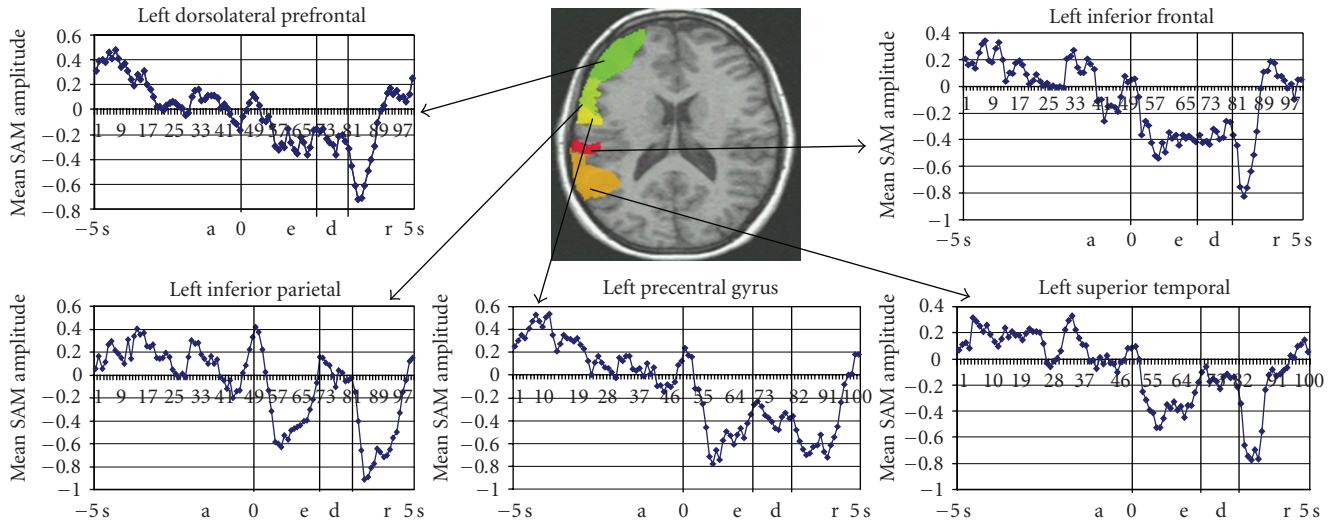 Left dorsolateral prefrontal
Mean SAM amplitude
0.6
0.4
0.2
0
−0.2
−0.4
−0.6
−0.8
1 9 17 25 33 41 49 57 65 73 81 89 97
−5 s a 0 e d r 5 s
Left inferior frontal
Mean SAM amplitude
0.4
0.2
0
−0.2
−0.4
−0.6
−0.8
−1
1 9 17 25 33 41 49 57 65 73 81 89 97
−5 s a 0 e d r 5 s
Left inferior parietal
Mean SAM amplitude
0.6
0.4
0.2
0
−0.2
−0.4
−0.6
−0.8
−1
1 9 17 25 33 41 49 57 65 73 81 89 97
−5 s a 0 e d r 5 s
Left precentral gyrus
Mean SAM amplitude
0.6
0.4
0.2
0
−0.2
−0.4
−0.6
−0.8
−1
1 10 19 28 37 46 55 64 73 82 91 100
−5 s a 0 e d r 5 s
Left superior temporal
Mean SAM amplitude
0.4
0.2
0
−0.2
−0.4
−0.6
−0.8
−1
1 10 19 28 37 46 55 64 73 82 91 100
−5 s a 0 e d r 5 s